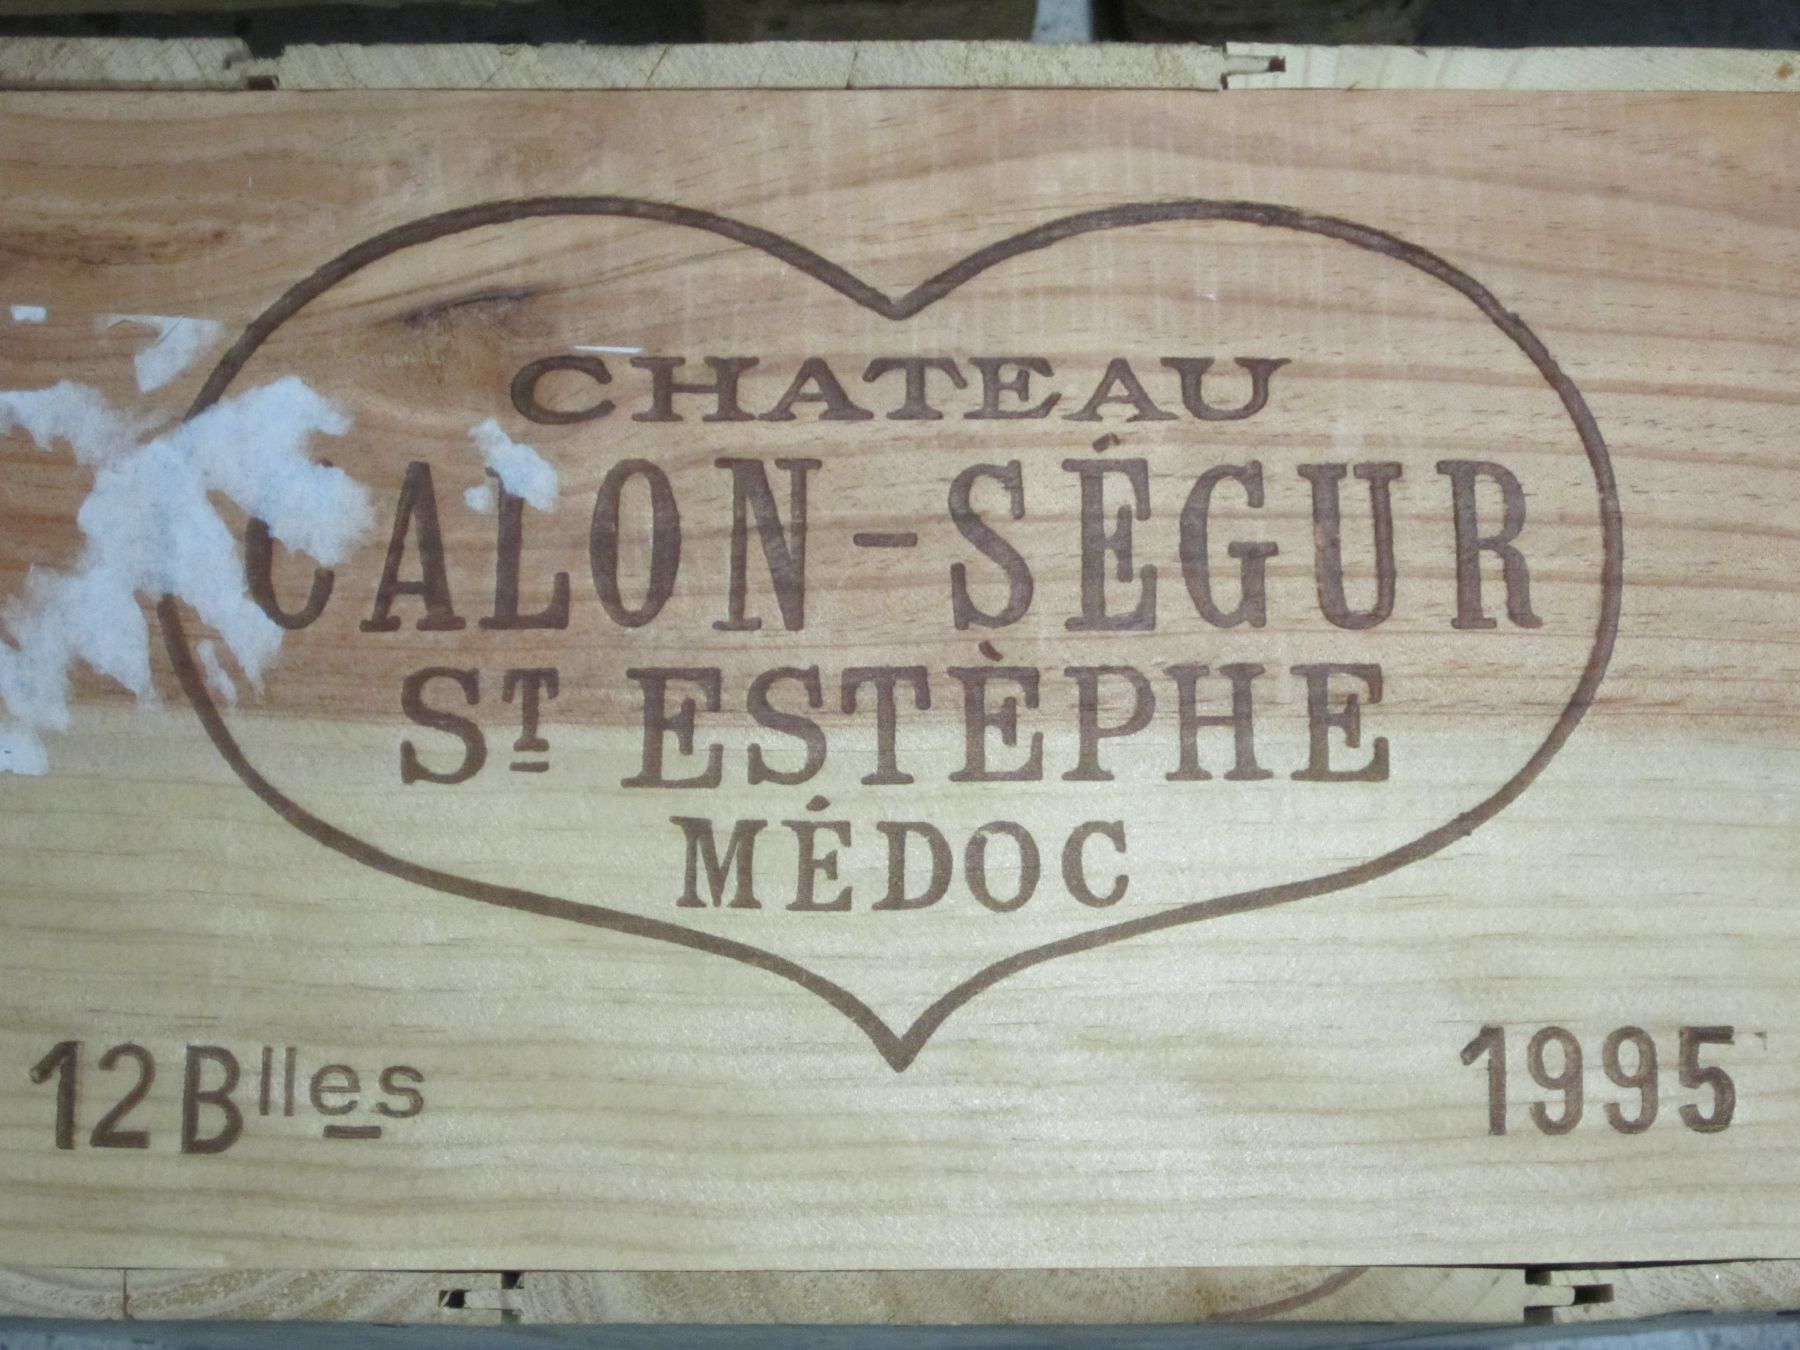 CHATEAU
CALON-SÉGUR
ST ESTÈPHE
MÉDOC
12 Blles
1995